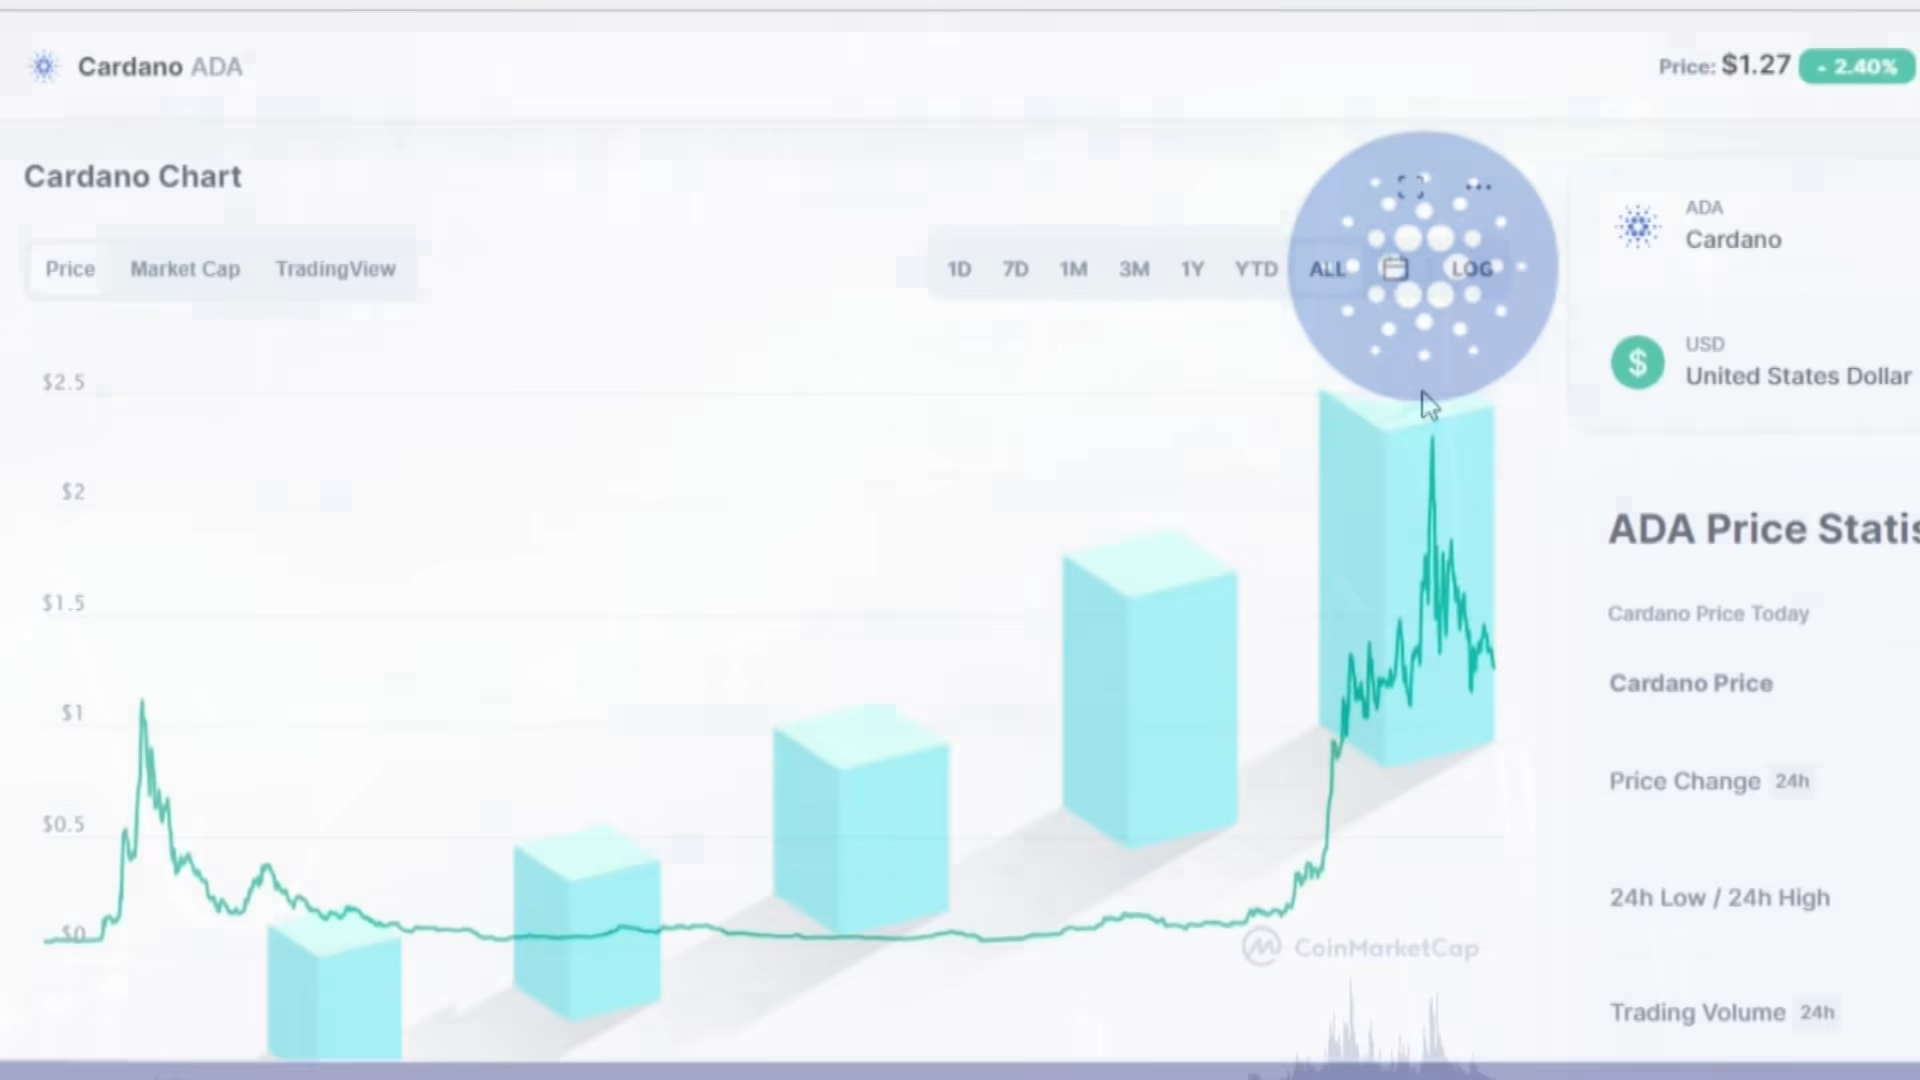 Cardano ADA
Price: $1.27 - 2.40%
Cardano Chart
Price Market Cap TradingView
1D 7D 1M 3M 1Y YTD ALL LOG
ADA
Cardano
USD
United States Dollar
$2.5
$2
$1.5
$1
$0.5
$0
CoinMarketCap
ADA Price Statis
Cardano Price Today
Cardano Price
Price Change 24h
24h Low / 24h High
Trading Volume 24h